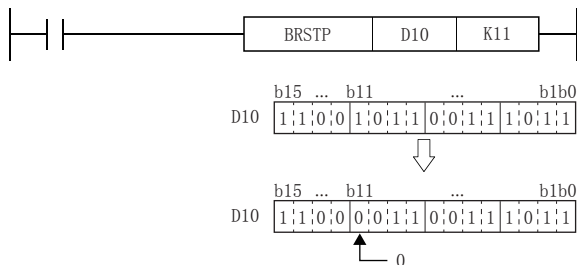 BRSTP D10 K11
b15 ... b11 ... b1b0
D10 1 1 0 0 1 0 1 1 0 0 1 1 1 0 1 1
b15 ... b11 ... b1b0
D10 1 1 0 0 0 0 1 1 0 0 1 1 1 0 1 1
0